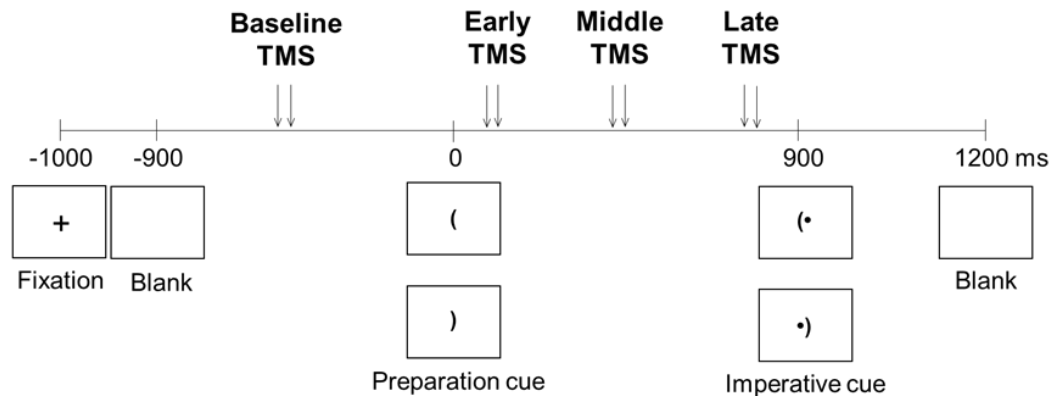 Baseline TMS
Early TMS
Middle TMS
Late TMS
-1000
-900
0
900
1200 ms
+
(
(•
Fixation
Blank
Blank
)
•)
Preparation cue
Imperative cue